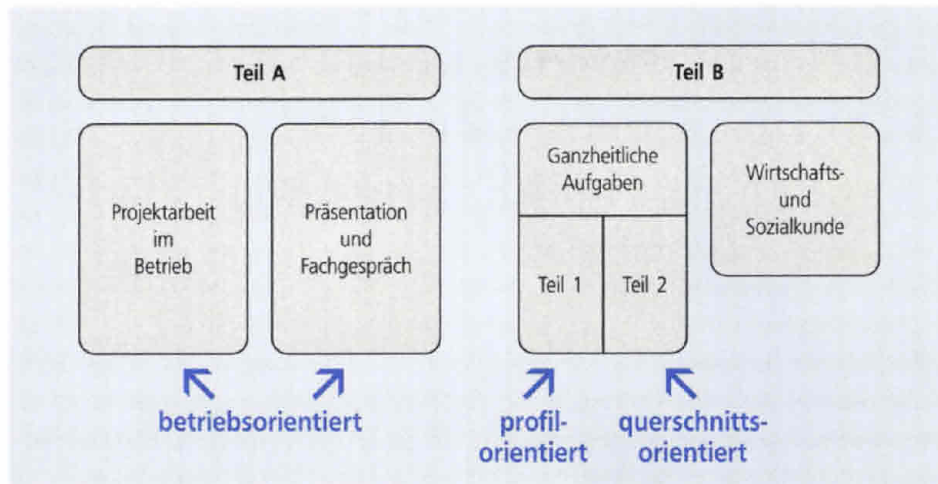 Teil A
Teil B
Projektarbeit
im
Betrieb
Präsentation
und
Fachgespräch
Ganzheitliche
Aufgaben
Teil 1
Teil 2
Wirtschafts-
und
Sozialkunde
betriebsorientiert
profil-
orientiert
querschnitts-
orientiert